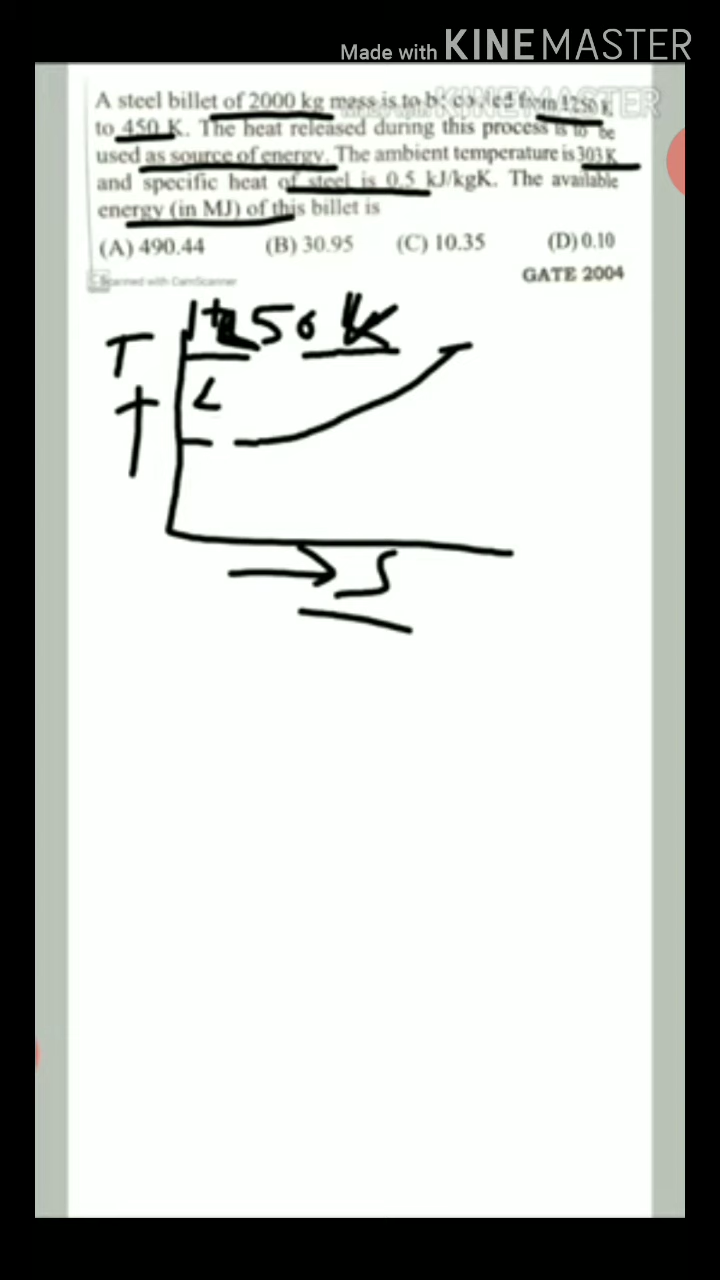 Made with KINEMASTER
A steel billet of 2000 kg mass is to be cooled from 1250 K
to 450 K. The heat released during this process is to be
used as source of energy. The ambient temperature is 303 K
and specific heat of steel is 0.5 kJ/kgK. The available
energy (in MJ) of this billet is
(A) 490.44 (B) 30.95 (C) 10.35 (D) 0.10
GATE 2004
Scanned with CamScanner
1250 K
T
S